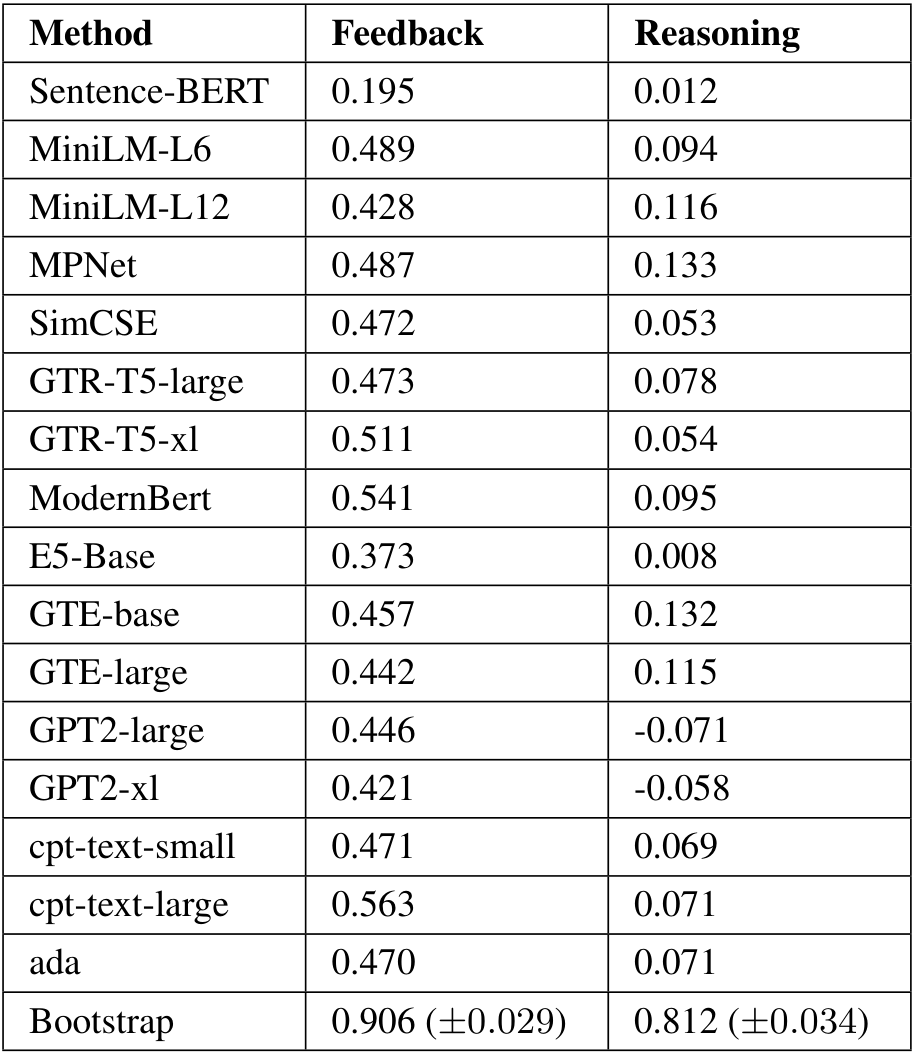 Method Feedback Reasoning
Sentence-BERT 0.195 0.012
MiniLM-L6 0.489 0.094
MiniLM-L12 0.428 0.116
MPNet 0.487 0.133
SimCSE 0.472 0.053
GTR-T5-large 0.473 0.078
GTR-T5-xl 0.511 0.054
ModernBert 0.541 0.095
E5-Base 0.373 0.008
GTE-base 0.457 0.132
GTE-large 0.442 0.115
GPT2-large 0.446 -0.071
GPT2-xl 0.421 -0.058
cpt-text-small 0.471 0.069
cpt-text-large 0.563 0.071
ada 0.470 0.071
Bootstrap 0.906 (±0.029) 0.812 (±0.034)